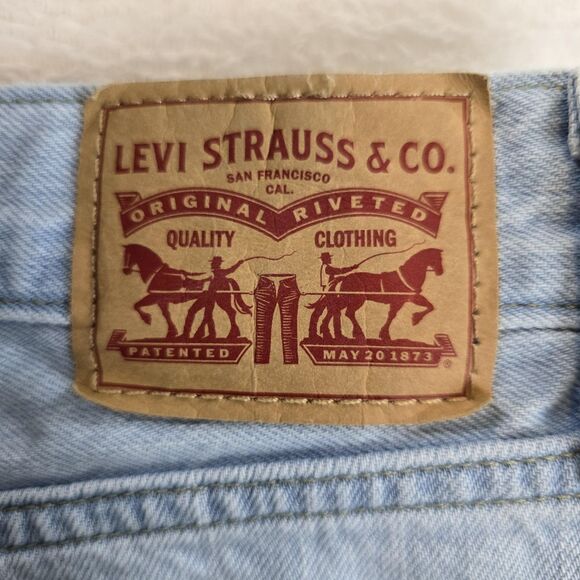 LEVI STRAUSS & CO.
SAN FRANCISCO
CAL.
ORIGINAL RIVETED
QUALITY CLOTHING
PATENTED MAY 20 1873
®